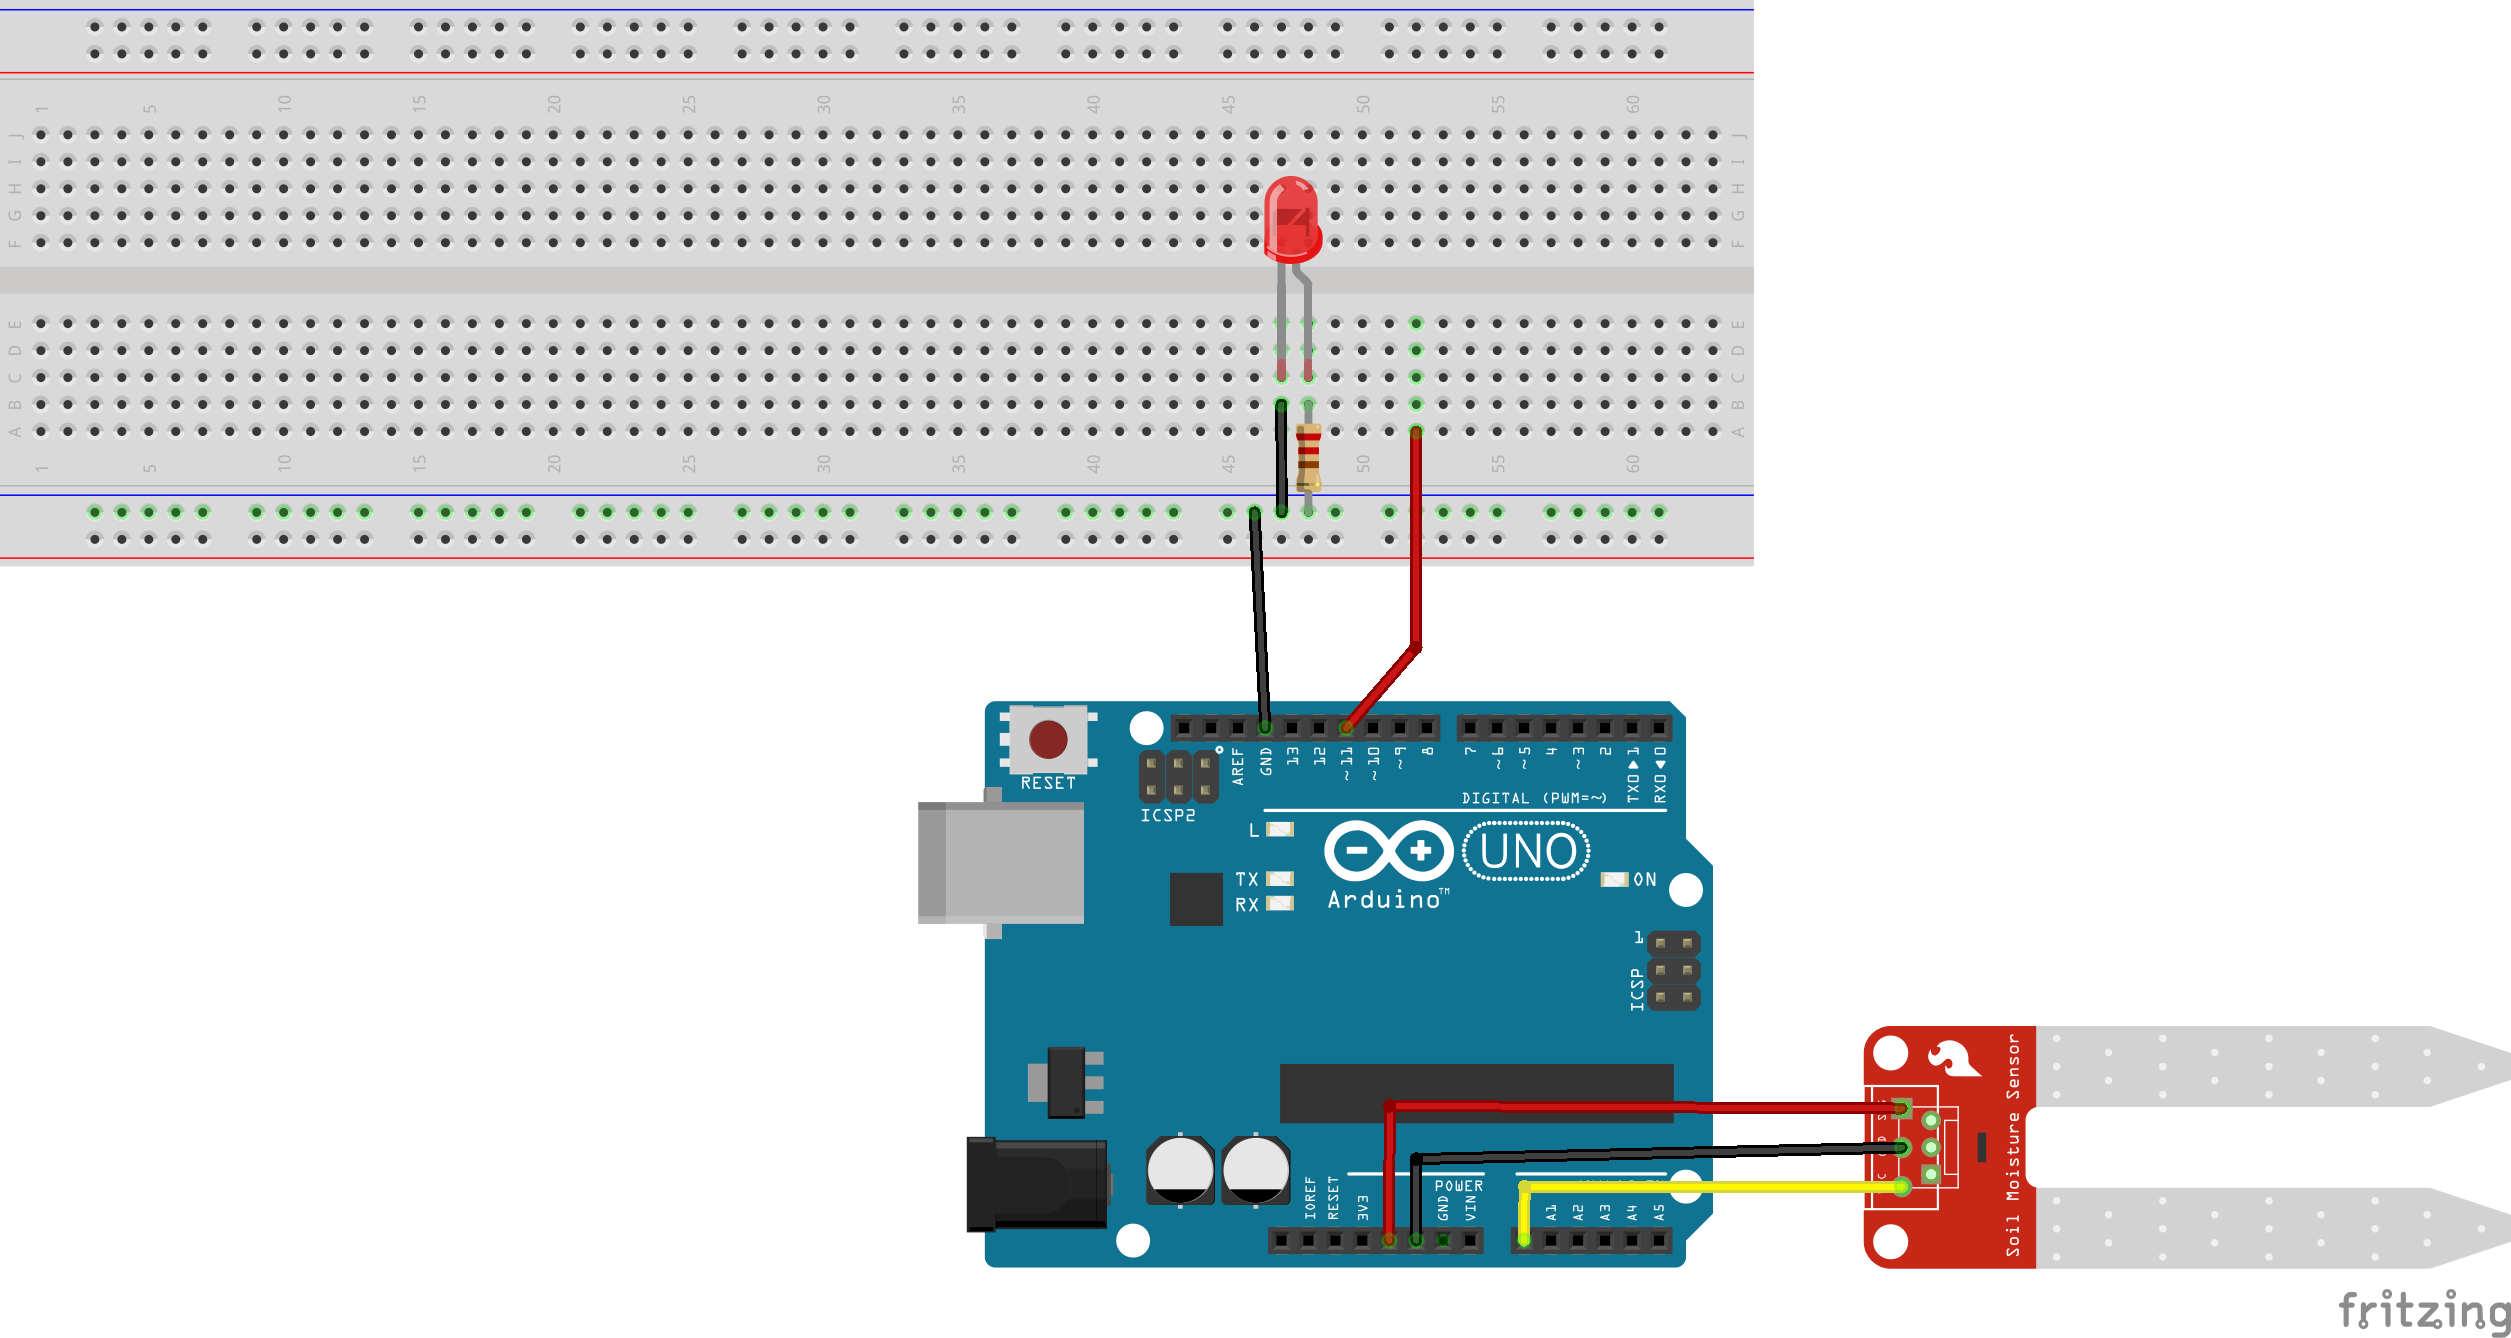 1 5 10 15 20 25 30 35 40 45 50 55 60
J J
I I
H H
G G
F F
E E
D D
C C
B B
A A
1 5 10 15 20 25 30 35 40 45 50 55 60
RESET
ICSP2
AREF
GND
13
12
~11
~10
~9
8
7
~6
~5
4
~3
2
TX0 1
RX0 0
DIGITAL (PWM=~)
L
TX
RX
UNO
ON
Arduino™
1
ICSP
IOREF
RESET
3V3
GND
VIN
POWER
A1
A2
A3
A4
A5
Soil Moisture Sensor
fritzing